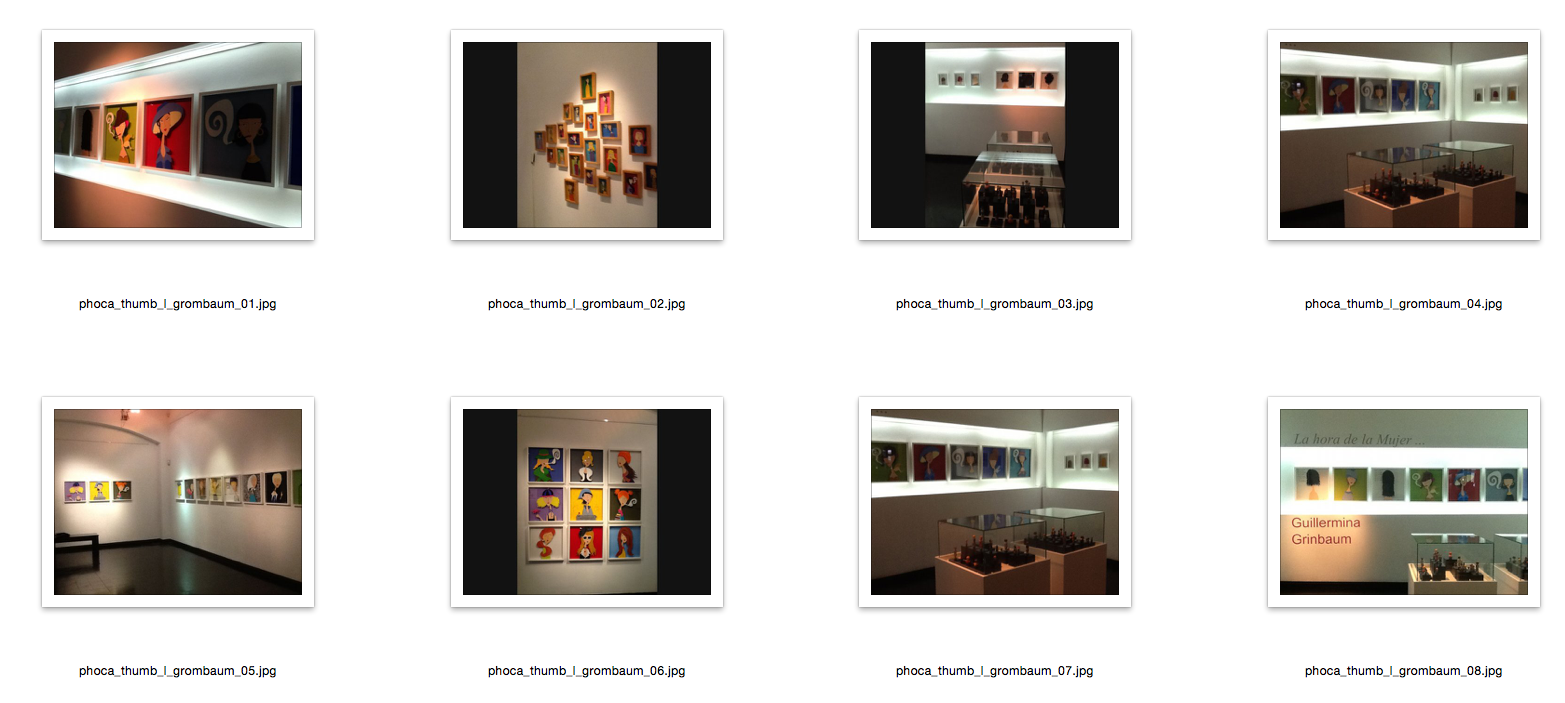 phoca_thumb_l_grombaum_01.jpg
phoca_thumb_l_grombaum_02.jpg
phoca_thumb_l_grombaum_03.jpg
phoca_thumb_l_grombaum_04.jpg
La hora de la Mujer ...
Guillermina
Grinbaum
phoca_thumb_l_grombaum_05.jpg
phoca_thumb_l_grombaum_06.jpg
phoca_thumb_l_grombaum_07.jpg
phoca_thumb_l_grombaum_08.jpg